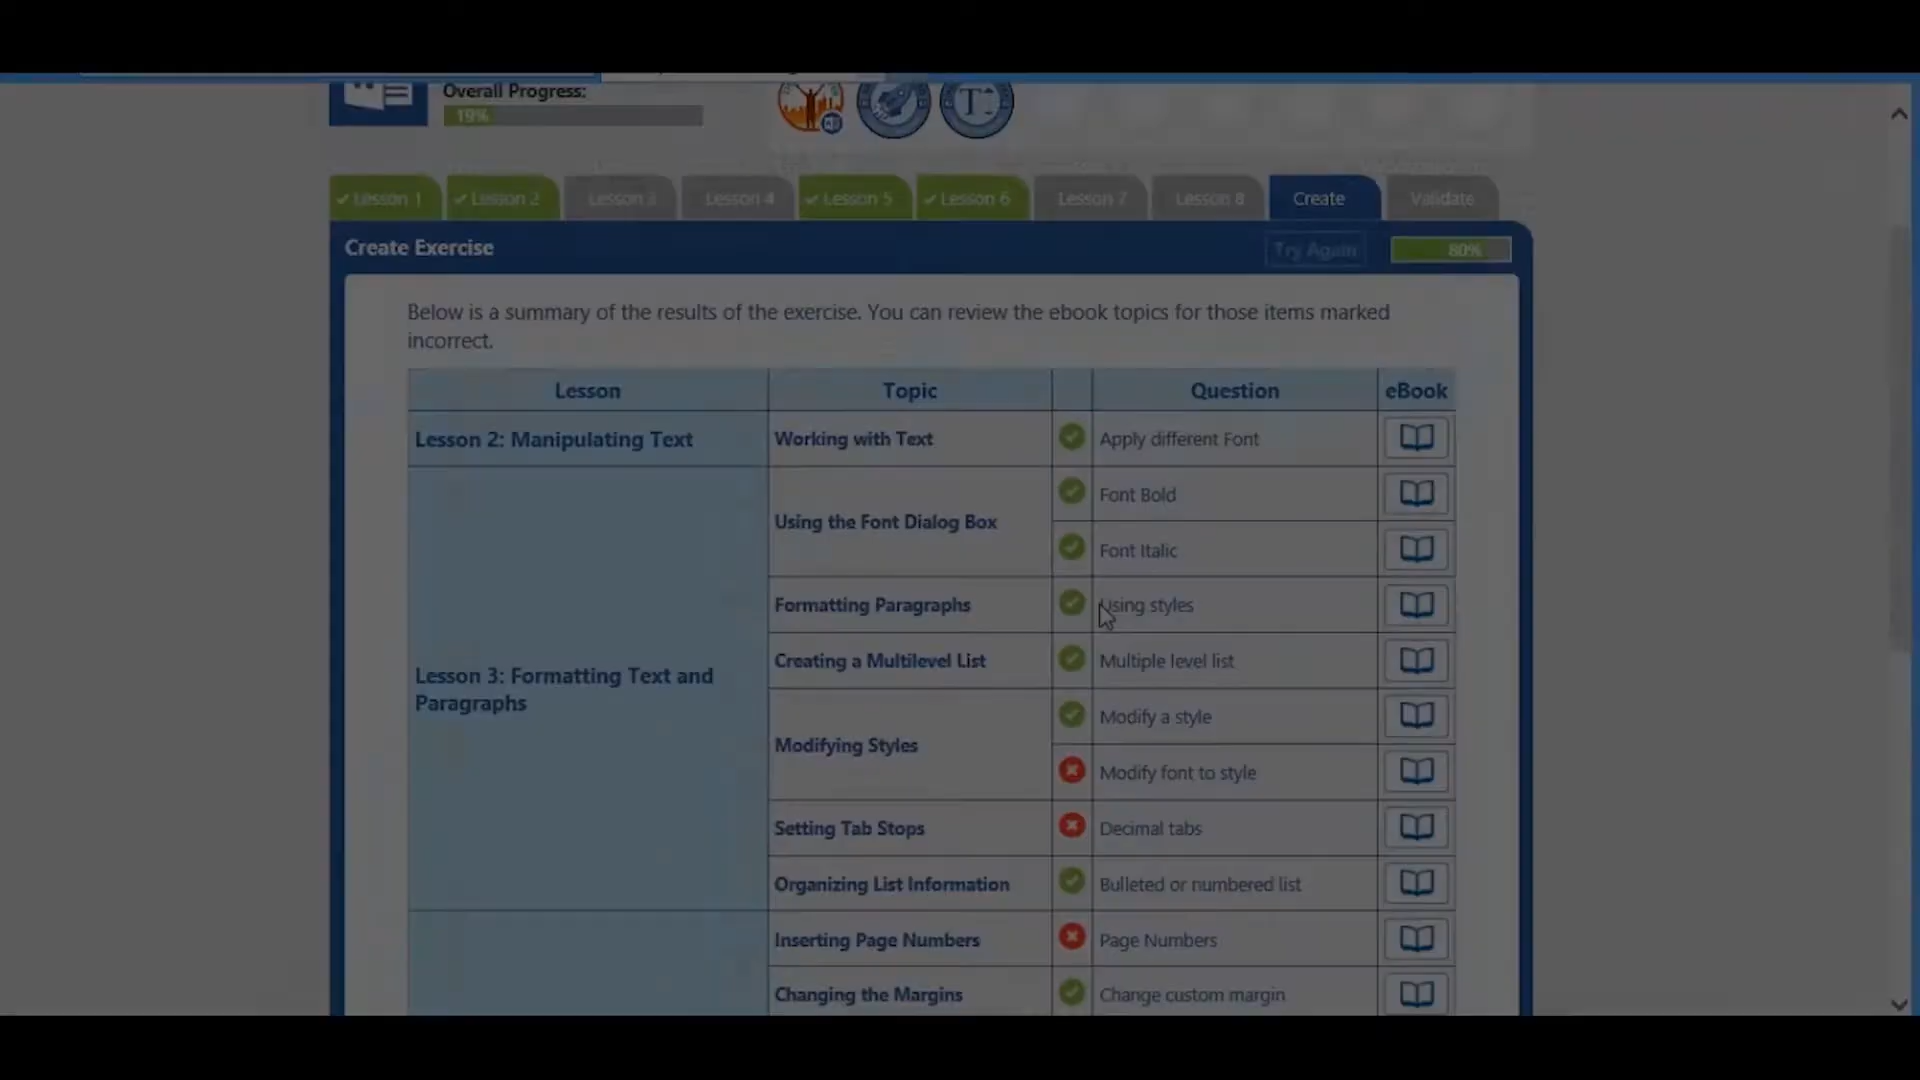 Overall Progress:
19%
Lesson 1 Lesson 2 Lesson 3 Lesson 4 Lesson 5 Lesson 6 Lesson 7 Lesson 8 Create Validate
Create Exercise Try Again 80%
Below is a summary of the results of the exercise. You can review the ebook topics for those items marked
incorrect.
Lesson Topic Question eBook
Lesson 2: Manipulating Text Working with Text Apply different Font
Using the Font Dialog Box Font Bold
Font Italic
Formatting Paragraphs Using styles
Lesson 3: Formatting Text and
Paragraphs
Creating a Multilevel List Multiple level list
Modifying Styles Modify a style
Modify font to style
Setting Tab Stops Decimal tabs
Organizing List Information Bulleted or numbered list
Inserting Page Numbers Page Numbers
Changing the Margins Change custom margin